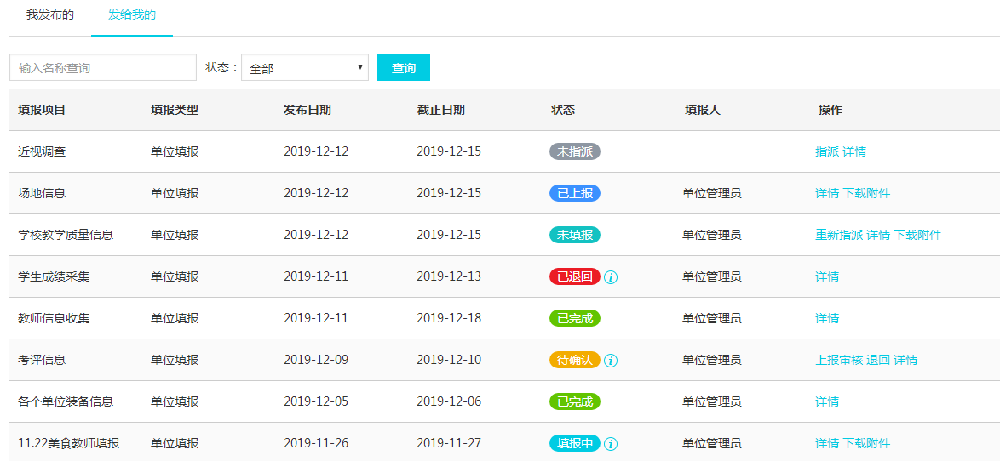 我发布的 发给我的
输入名称查询 状态： 全部 查询
填报项目 填报类型 发布日期 截止日期 状态 填报人 操作
近视调查 单位填报 2019-12-12 2019-12-15 未指派 指派 详情
场地信息 单位填报 2019-12-12 2019-12-15 已上报 单位管理员 详情 下载附件
学校教学质量信息 单位填报 2019-12-12 2019-12-15 未填报 单位管理员 重新指派 详情 下载附件
学生成绩采集 单位填报 2019-12-11 2019-12-13 已退回 i 单位管理员 详情
教师信息收集 单位填报 2019-12-11 2019-12-18 已完成 单位管理员 详情
考评信息 单位填报 2019-12-09 2019-12-10 待确认 i 单位管理员 上报审核 退回 详情
各个单位装备信息 单位填报 2019-12-05 2019-12-06 已完成 单位管理员 详情
11.22美食教师填报 单位填报 2019-11-26 2019-11-27 填报中 i 单位管理员 详情 下载附件